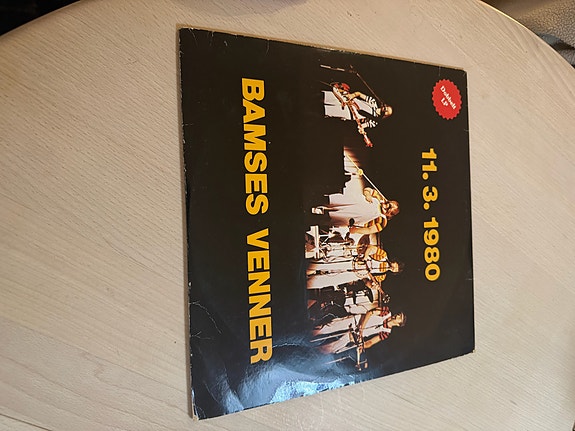 Dobbelt
LP
11. 3. 1980
BAMSES VENNER